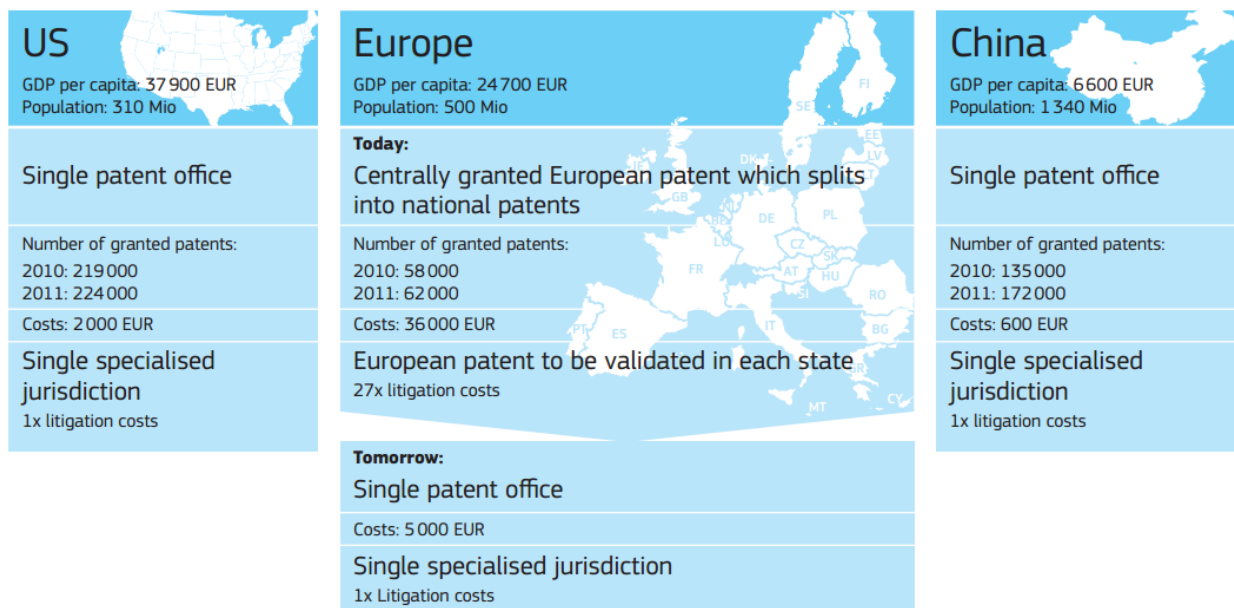 US
GDP per capita: 37 900 EUR
Population: 310 Mio
Single patent office
Number of granted patents:
2010: 219 000
2011: 224 000
Costs: 2 000 EUR
Single specialised
jurisdiction
1x litigation costs
Europe
GDP per capita: 24 700 EUR
Population: 500 Mio
Today:
Centrally granted European patent which splits
into national patents
Number of granted patents:
2010: 58 000
2011: 62 000
Costs: 36 000 EUR
European patent to be validated in each state
27x litigation costs
FI
SE
EE
LV
DK
GB
DE
PL
LU
CZ
SK
FR
AT
HU
SI
RO
PT
ES
IT
BG
GR
MT
CY
Tomorrow:
Single patent office
Costs: 5 000 EUR
Single specialised jurisdiction
1x Litigation costs
China
GDP per capita: 6 600 EUR
Population: 1 340 Mio
Single patent office
Number of granted patents:
2010: 135 000
2011: 172 000
Costs: 600 EUR
Single specialised
jurisdiction
1x litigation costs